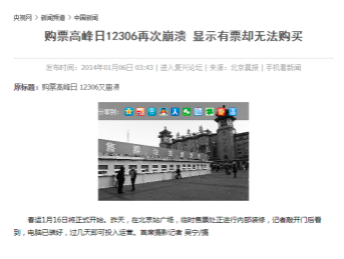 央视网 > 新闻频道 > 中国新闻
购票高峰日12306再次崩溃 显示有票却无法购买
发布时间：2014年01月06日 03:43 | 进入复兴论坛 | 来源：北京晨报 | 手机看新闻
原标题：购票高峰日 12306又崩溃
分享到：
春运1月16日将正式开始。昨天，在北京站广场，临时售票处正进行内部装修，记者敲开门后看
到，电脑已装好，过几天即可投入运营。首席摄影记者 吴宁/摄